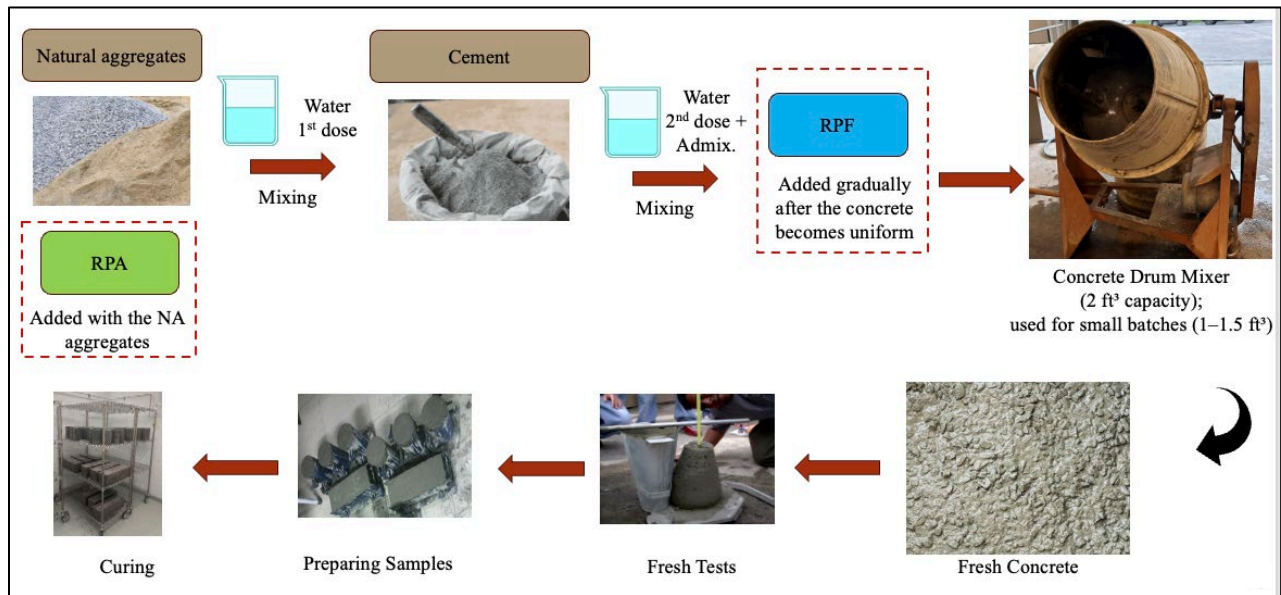 Natural aggregates
Water
1st dose
Mixing
Cement
Water
2nd dose +
Admix.
Mixing
RPF
Added gradually
after the concrete
becomes uniform
RPA
Added with the NA
aggregates
Concrete Drum Mixer
(2 ft³ capacity);
used for small batches (1–1.5 ft³)
Curing
Preparing Samples
Fresh Tests
Fresh Concrete